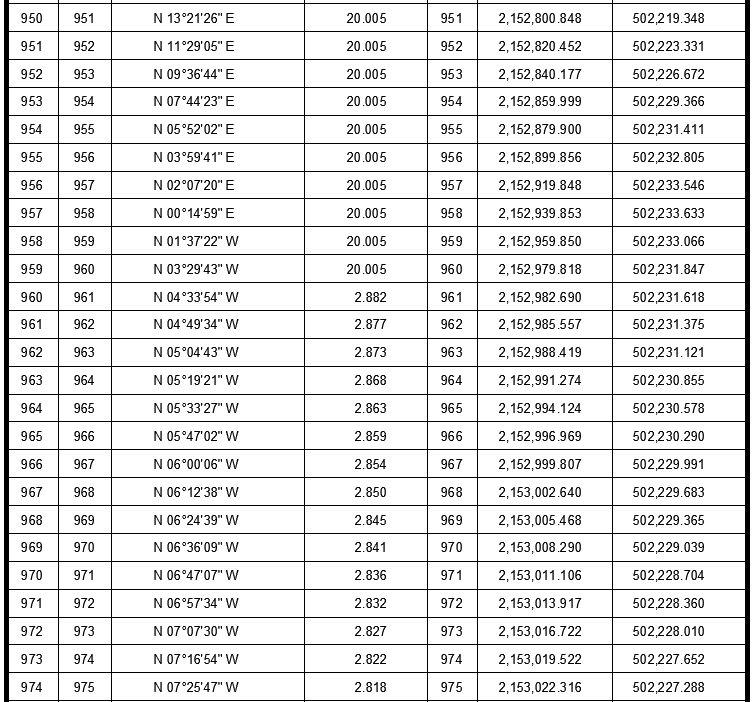 950 951 N 13°21'26" E 20.005 951 2,152,800.848 502,219.348
951 952 N 11°29'05" E 20.005 952 2,152,820.452 502,223.331
952 953 N 09°36'44" E 20.005 953 2,152,840.177 502,226.672
953 954 N 07°44'23" E 20.005 954 2,152,859.999 502,229.366
954 955 N 05°52'02" E 20.005 955 2,152,879.900 502,231.411
955 956 N 03°59'41" E 20.005 956 2,152,899.856 502,232.805
956 957 N 02°07'20" E 20.005 957 2,152,919.848 502,233.546
957 958 N 00°14'59" E 20.005 958 2,152,939.853 502,233.633
958 959 N 01°37'22" W 20.005 959 2,152,959.850 502,233.066
959 960 N 03°29'43" W 20.005 960 2,152,979.818 502,231.847
960 961 N 04°33'54" W 2.882 961 2,152,982.690 502,231.618
961 962 N 04°49'34" W 2.877 962 2,152,985.557 502,231.375
962 963 N 05°04'43" W 2.873 963 2,152,988.419 502,231.121
963 964 N 05°19'21" W 2.868 964 2,152,991.274 502,230.855
964 965 N 05°33'27" W 2.863 965 2,152,994.124 502,230.578
965 966 N 05°47'02" W 2.859 966 2,152,996.969 502,230.290
966 967 N 06°00'06" W 2.854 967 2,152,999.807 502,229.991
967 968 N 06°12'38" W 2.850 968 2,153,002.640 502,229.683
968 969 N 06°24'39" W 2.845 969 2,153,005.468 502,229.365
969 970 N 06°36'09" W 2.841 970 2,153,008.290 502,229.039
970 971 N 06°47'07" W 2.836 971 2,153,011.106 502,228.704
971 972 N 06°57'34" W 2.832 972 2,153,013.917 502,228.360
972 973 N 07°07'30" W 2.827 973 2,153,016.722 502,228.010
973 974 N 07°16'54" W 2.822 974 2,153,019.522 502,227.652
974 975 N 07°25'47" W 2.818 975 2,153,022.316 502,227.288